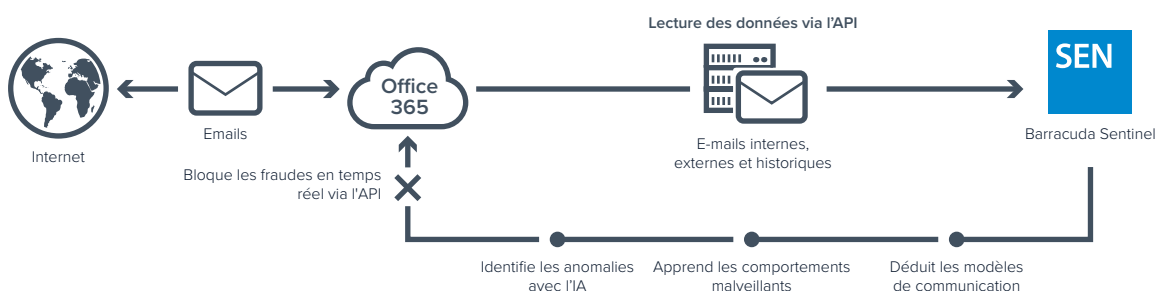 Lecture des données via l'API
SEN
Office
365
Emails
Internet
E-mails internes,
externes et historiques
Barracuda Sentinel
Bloque les fraudes en temps
réel via l'API
Identifie les anomalies
avec l'IA
Apprend les comportements
malveillants
Déduit les modèles
de communication